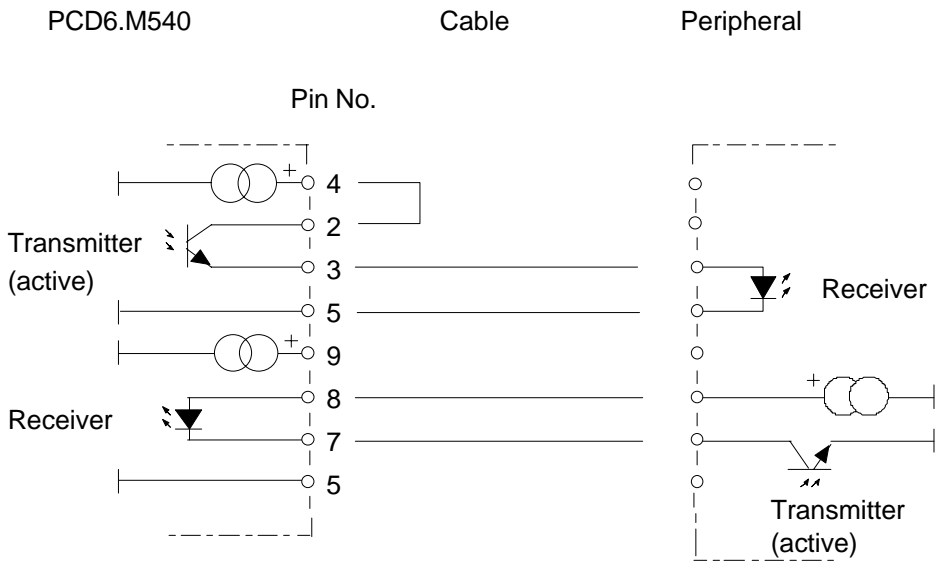 PCD6.M540 Cable Peripheral
Pin No.
+ 4
2
Transmitter
(active)
3
Receiver
5
+ 9
+
8
Receiver
7
5
Transmitter
(active)